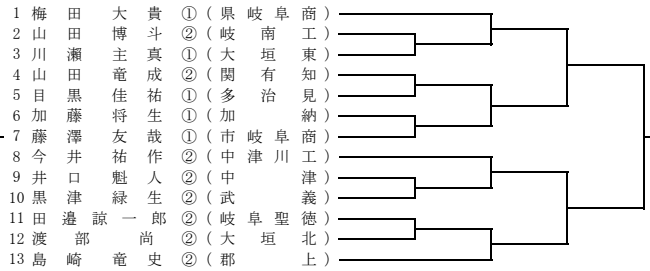 1 梅田大貴 ① (県岐阜商)
2 山田博斗 ② (岐南工)
3 川瀬主真 ① (大垣東)
4 山田竜成 ② (関有知)
5 目黒佳祐 ① (多治見)
6 加藤将生 ① (加納)
7 藤澤友哉 ① (市岐阜商)
8 今井祐作 ② (中津川工)
9 井口魁人 ② (中津)
10 黒津緑生 ② (武義)
11 田邉諒一郎 ② (岐阜聖徳)
12 渡部尚 ② (大垣北)
13 島崎竜史 ② (郡上)